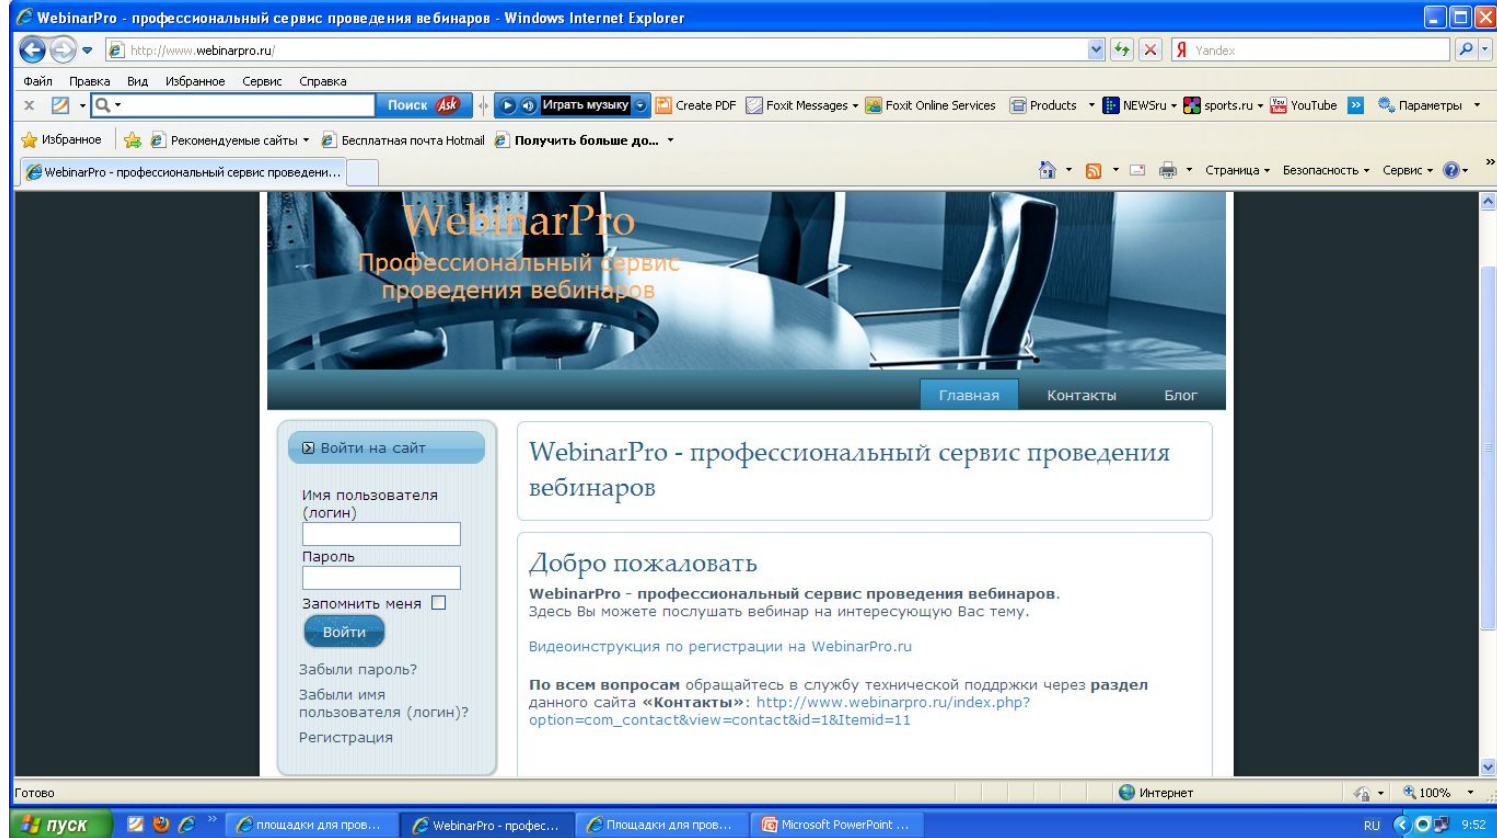 WebinarPro - профессиональный сервис проведения вебинаров - Windows Internet Explorer
http://www.webinarpro.ru/
Yandex
Файл Правка Вид Избранное Сервис Справка
Поиск Ask Играть музыку Create PDF Foxit Messages Foxit Online Services Products NEWSru sports.ru YouTube Параметры
Избранное Рекомендуемые сайты Бесплатная почта Hotmail Получить больше до...
WebinarPro - профессиональный сервис проведени...
Страница Безопасность Сервис
WebinarPro
Профессиональный сервис
проведения вебинаров
Главная Контакты Блог
Войти на сайт
Имя пользователя
(логин)
Пароль
Запомнить меня
Войти
Забыли пароль?
Забыли имя
пользователя (логин)?
Регистрация
WebinarPro - профессиональный сервис проведения
вебинаров
Добро пожаловать
WebinarPro - профессиональный сервис проведения вебинаров.
Здесь Вы можете послушать вебинар на интересующую Вас тему.
Видеоинструкция по регистрации на WebinarPro.ru
По всем вопросам обращайтесь в службу технической поддржки через раздел
данного сайта «Контакты»: http://www.webinarpro.ru/index.php?
option=com_contact&view=contact&id=1&Itemid=11
Готово
Интернет
100%
пуск
площадки для пров...
WebinarPro - профес...
Площадки для пров...
Microsoft PowerPoint ...
RU
9:52